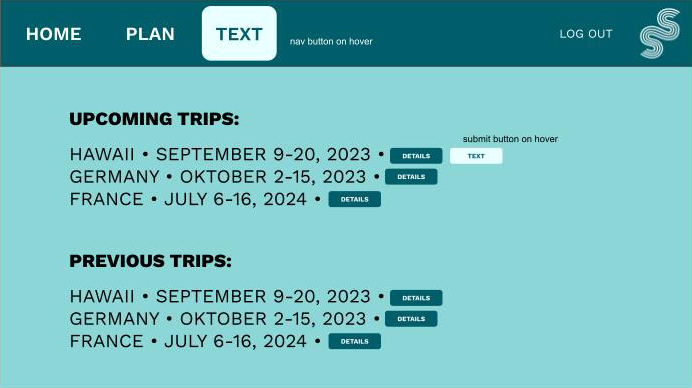 HOME PLAN TEXT nav button on hover LOG OUT
UPCOMING TRIPS:
submit button on hover
HAWAII • SEPTEMBER 9-20, 2023 • DETAILS TEXT
GERMANY • OKTOBER 2-15, 2023 • DETAILS
FRANCE • JULY 6-16, 2024 • DETAILS
PREVIOUS TRIPS:
HAWAII • SEPTEMBER 9-20, 2023 • DETAILS
GERMANY • OKTOBER 2-15, 2023 • DETAILS
FRANCE • JULY 6-16, 2024 • DETAILS